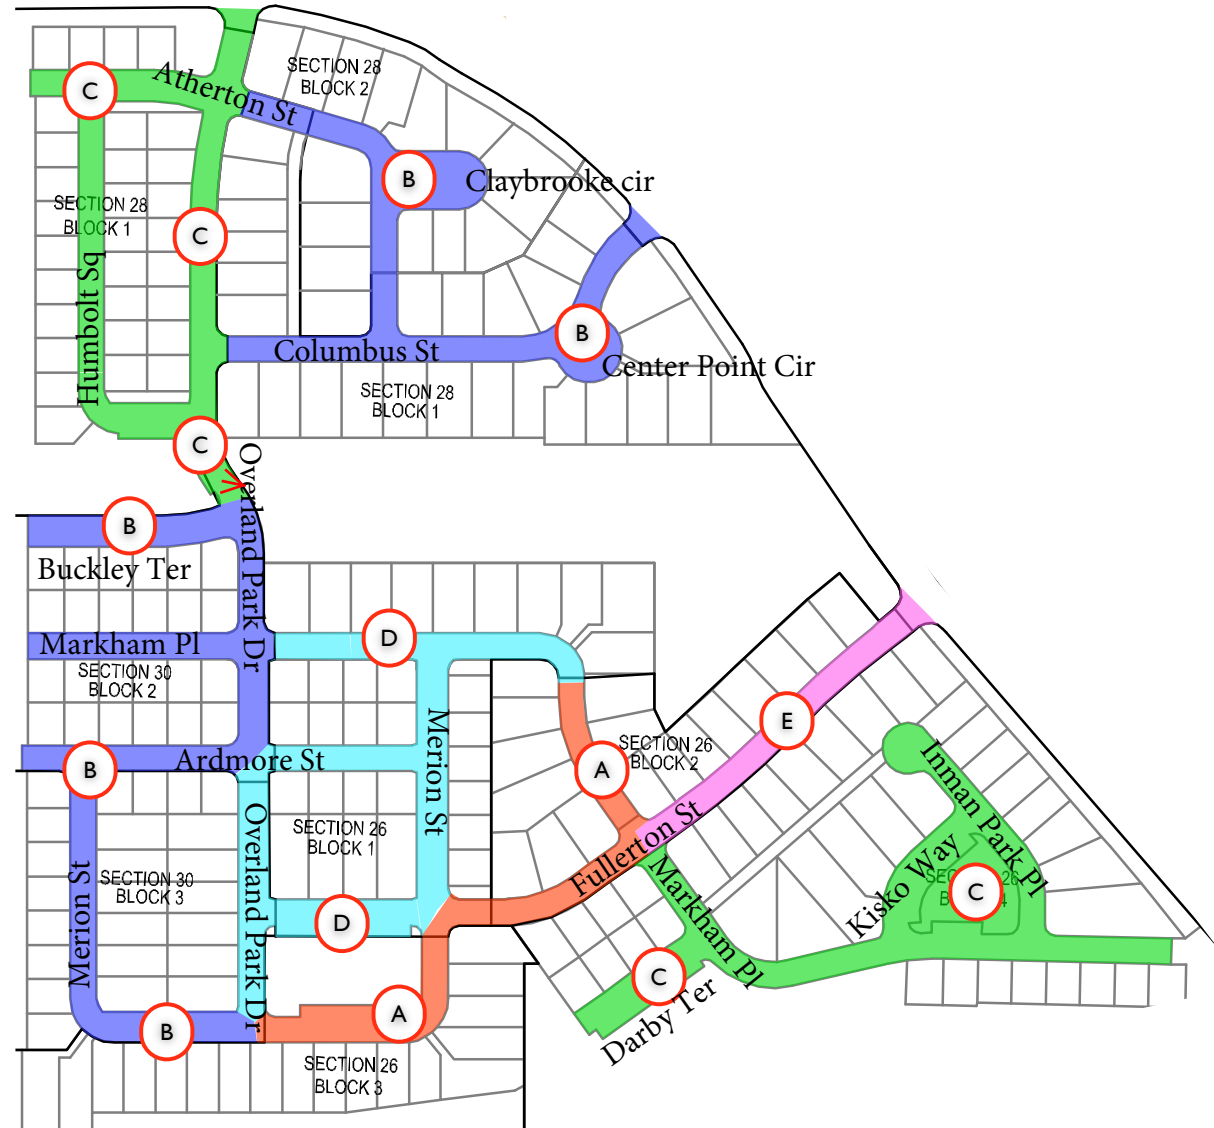 SECTION 28
BLOCK 2
Atherton St
C
B
Claybrooke cir
SECTION 28
BLOCK 1
C
Humbolt Sq
B
Columbus St
Center Point Cir
SECTION 28
BLOCK 1
C
Overland Park Dr
B
Buckley Ter
D
Markham Pl
SECTION 30
BLOCK 2
Merion St
E
SECTION 26
BLOCK 2
Ardmore St
B
A
Inman Park Pl
Fullerton St
SECTION 26
BLOCK 1
Overland Park Dr
Merion St
SECTION 30
BLOCK 3
Markham Pl
Kisko Way
C
D
C
Darby Ter
A
B
SECTION 26
BLOCK 3